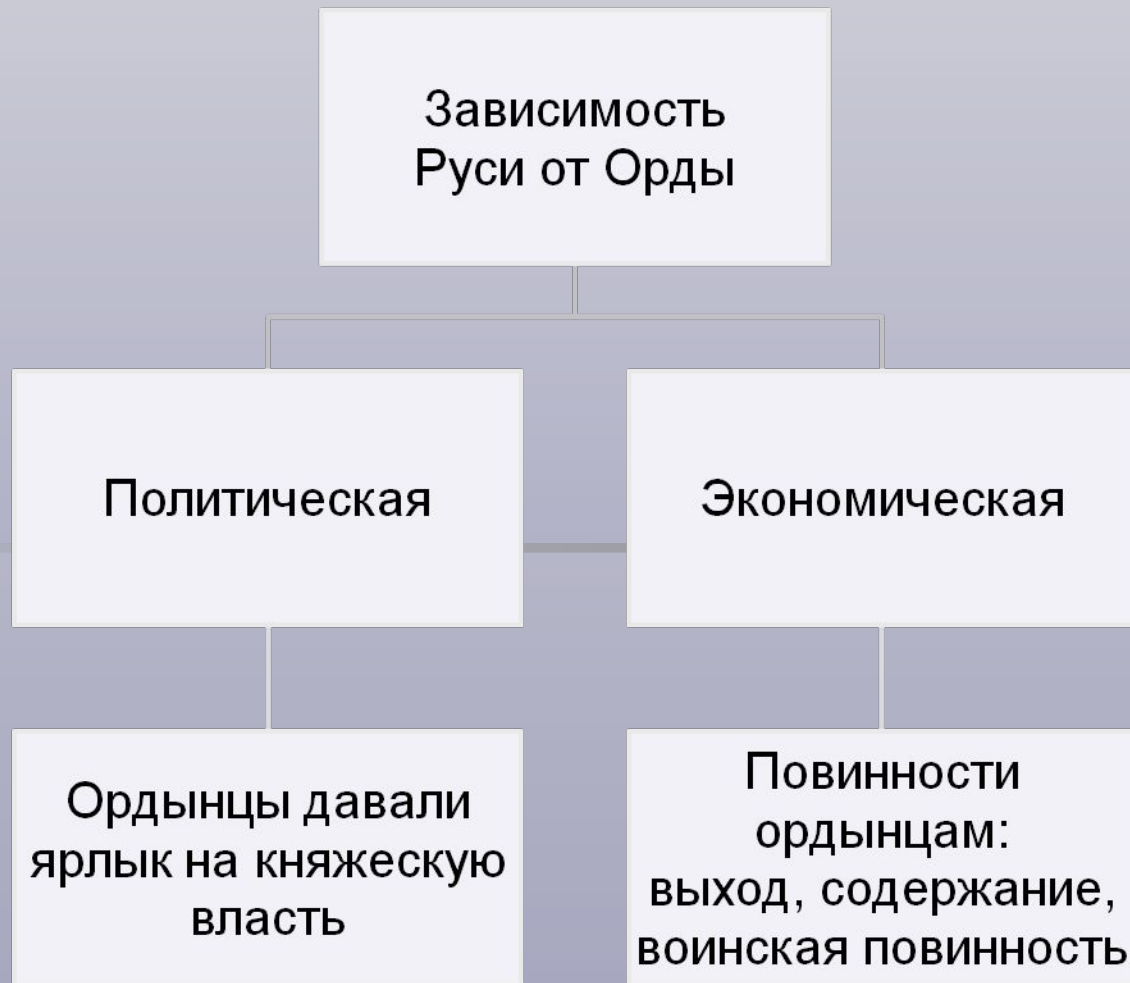 Зависимость
Руси от Орды
Политическая
Экономическая
Ордынцы давали
ярлык на княжескую
власть
Повинности
ордынцам:
выход, содержание,
воинская повинность